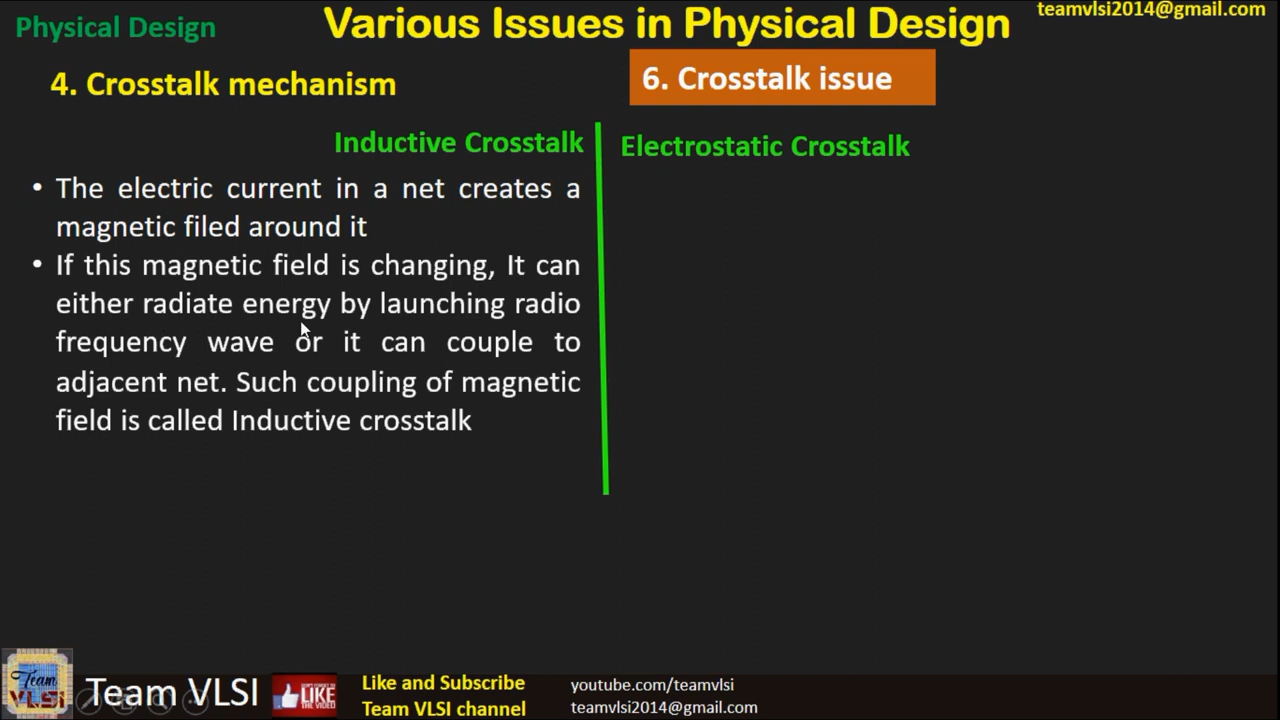 Physical Design
Various Issues in Physical Design
teamvlsi2014@gmail.com
4. Crosstalk mechanism
6. Crosstalk issue
Inductive Crosstalk
Electrostatic Crosstalk
• The electric current in a net creates a
magnetic filed around it
• If this magnetic field is changing, It can
either radiate energy by launching radio
frequency wave or it can couple to
adjacent net. Such coupling of magnetic
field is called Inductive crosstalk
Team
VLSI
Team VLSI
LIKE
Like and Subscribe
Team VLSI channel
youtube.com/teamvlsi
teamvlsi2014@gmail.com